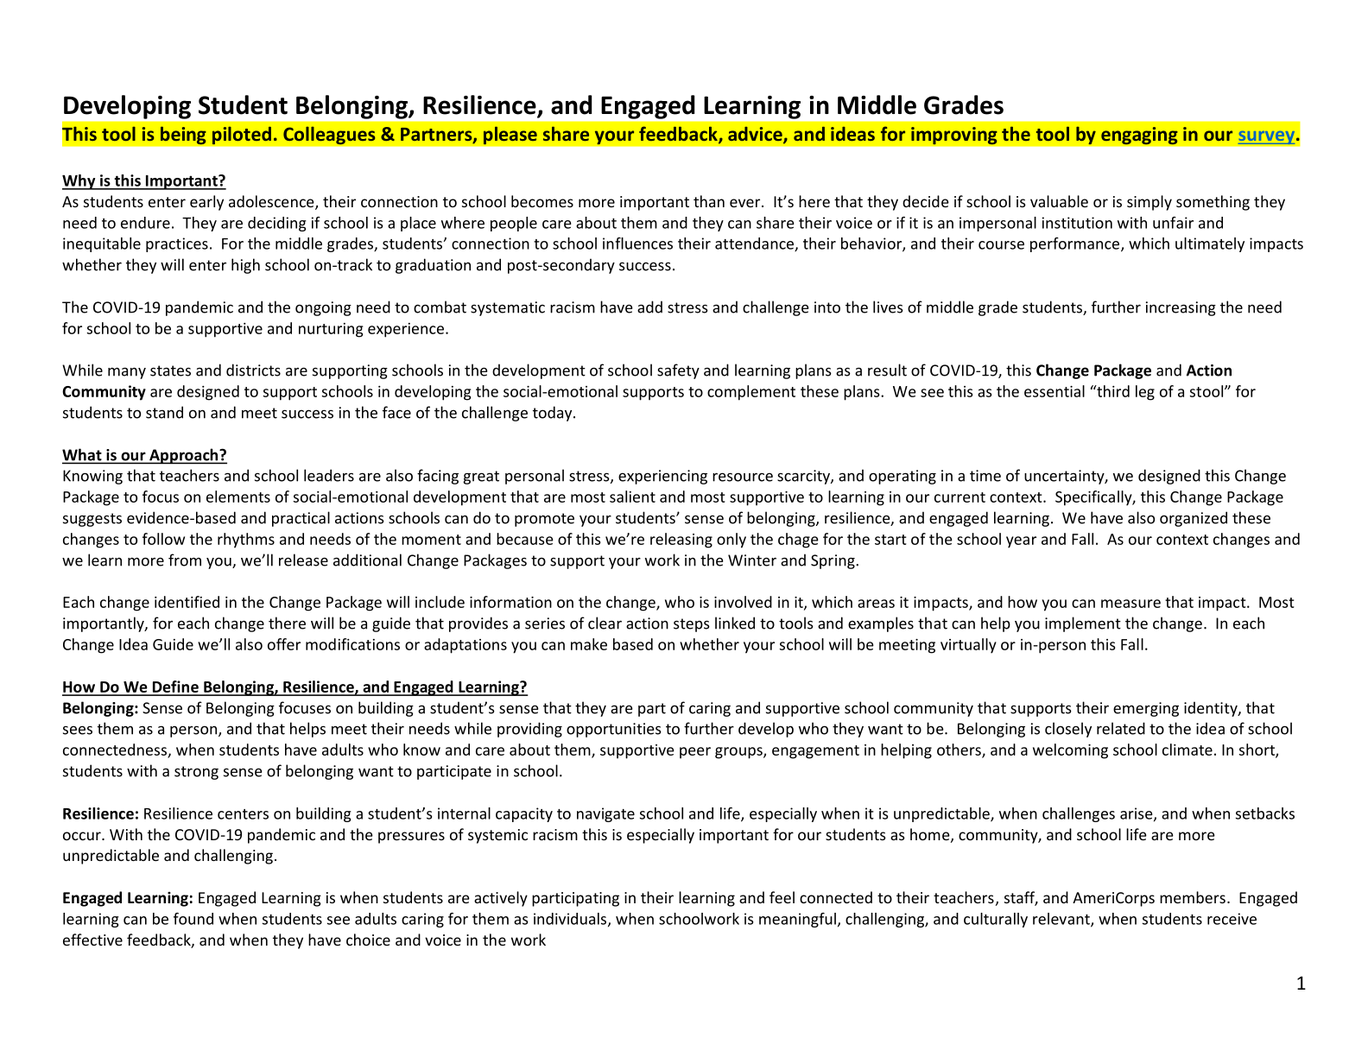 Developing Student Belonging, Resilience, and Engaged Learning in Middle Grades
This tool is being piloted. Colleagues & Partners, please share your feedback, advice, and ideas for improving the tool by engaging in our survey.
Why is this Important?
As students enter early adolescence, their connection to school becomes more important than ever.  It’s here that they decide if school is valuable or is simply something they
need to endure.  They are deciding if school is a place where people care about them and they can share their voice or if it is an impersonal institution with unfair and
inequitable practices.  For the middle grades, students’ connection to school influences their attendance, their behavior, and their course performance, which ultimately impacts
whether they will enter high school on-track to graduation and post-secondary success.
The COVID-19 pandemic and the ongoing need to combat systematic racism have add stress and challenge into the lives of middle grade students, further increasing the need
for school to be a supportive and nurturing experience.
While many states and districts are supporting schools in the development of school safety and learning plans as a result of COVID-19, this Change Package and Action
Community are designed to support schools in developing the social-emotional supports to complement these plans.  We see this as the essential “third leg of a stool” for
students to stand on and meet success in the face of the challenge today.
What is our Approach?
Knowing that teachers and school leaders are also facing great personal stress, experiencing resource scarcity, and operating in a time of uncertainty, we designed this Change
Package to focus on elements of social-emotional development that are most salient and most supportive to learning in our current context.  Specifically, this Change Package
suggests evidence-based and practical actions schools can do to promote your students’ sense of belonging, resilience, and engaged learning.  We have also organized these
changes to follow the rhythms and needs of the moment and because of this we’re releasing only the chage for the start of the school year and Fall.  As our context changes and
we learn more from you, we’ll release additional Change Packages to support your work in the Winter and Spring.
Each change identified in the Change Package will include information on the change, who is involved in it, which areas it impacts, and how you can measure that impact.  Most
importantly, for each change there will be a guide that provides a series of clear action steps linked to tools and examples that can help you implement the change.  In each
Change Idea Guide we’ll also offer modifications or adaptations you can make based on whether your school will be meeting virtually or in-person this Fall.
How Do We Define Belonging, Resilience, and Engaged Learning?
Belonging: Sense of Belonging focuses on building a student’s sense that they are part of caring and supportive school community that supports their emerging identity, that
sees them as a person, and that helps meet their needs while providing opportunities to further develop who they want to be.  Belonging is closely related to the idea of school
connectedness, when students have adults who know and care about them, supportive peer groups, engagement in helping others, and a welcoming school climate. In short,
students with a strong sense of belonging want to participate in school.
Resilience: Resilience centers on building a student’s internal capacity to navigate school and life, especially when it is unpredictable, when challenges arise, and when setbacks
occur. With the COVID-19 pandemic and the pressures of systemic racism this is especially important for our students as home, community, and school life are more
unpredictable and challenging.
Engaged Learning: Engaged Learning is when students are actively participating in their learning and feel connected to their teachers, staff, and AmeriCorps members.  Engaged
learning can be found when students see adults caring for them as individuals, when schoolwork is meaningful, challenging, and culturally relevant, when students receive
effective feedback, and when they have choice and voice in the work
1